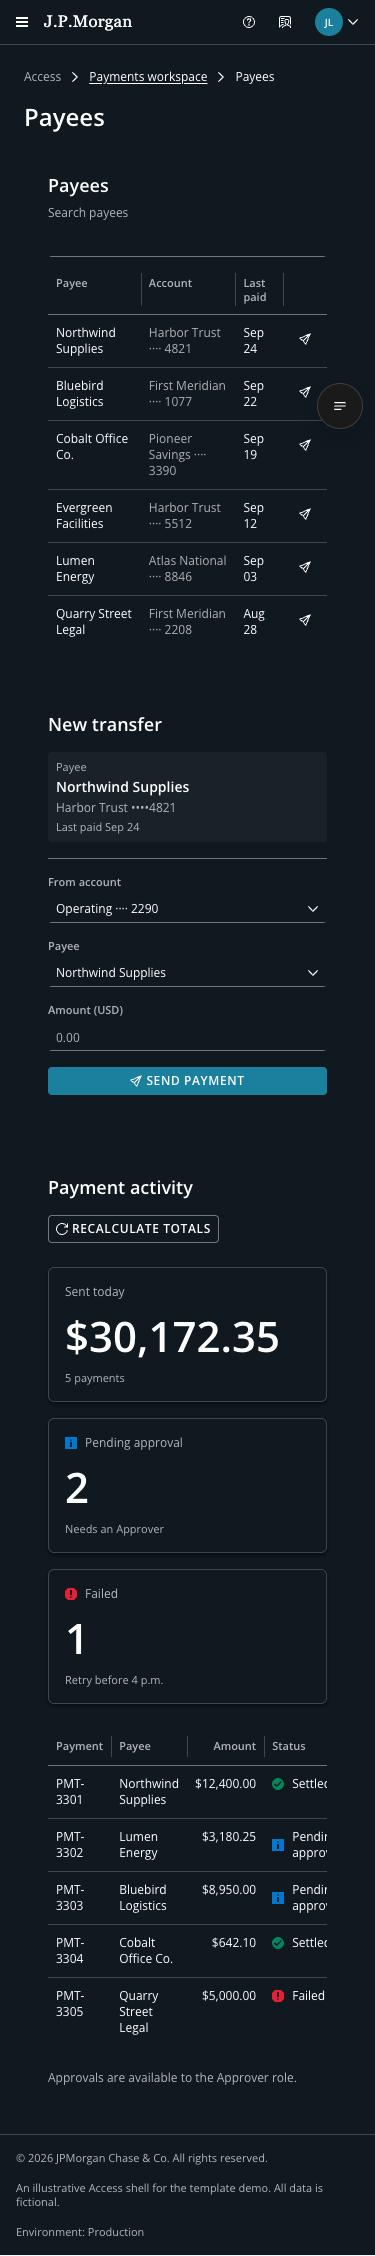 J.P.Morgan
JL
Access > Payments workspace > Payees
Payees
Payees
Search payees
Payee Account Last paid
Northwind Supplies Harbor Trust ···· 4821 Sep 24
Bluebird Logistics First Meridian ···· 1077 Sep 22
Cobalt Office Co. Pioneer Savings ···· 3390 Sep 19
Evergreen Facilities Harbor Trust ···· 5512 Sep 12
Lumen Energy Atlas National ···· 8846 Sep 03
Quarry Street Legal First Meridian ···· 2208 Aug 28
New transfer
Payee
Northwind Supplies
Harbor Trust ••••4821
Last paid Sep 24
From account
Operating ···· 2290
Payee
Northwind Supplies
Amount (USD)
0.00
SEND PAYMENT
Payment activity
RECALCULATE TOTALS
Sent today
$30,172.35
5 payments
Pending approval
2
Needs an Approver
Failed
1
Retry before 4 p.m.
Payment Payee Amount Status
PMT-3301 Northwind Supplies $12,400.00 Settled
PMT-3302 Lumen Energy $3,180.25
PMT-3303 Bluebird Logistics $8,950.00
PMT-3304 Cobalt Office Co. $642.10 Settled
PMT-3305 Quarry Street Legal $5,000.00 Failed
Approvals are available to the Approver role.
© 2026 JPMorgan Chase & Co. All rights reserved.
An illustrative Access shell for the template demo. All data is
fictional.
Environment: Production